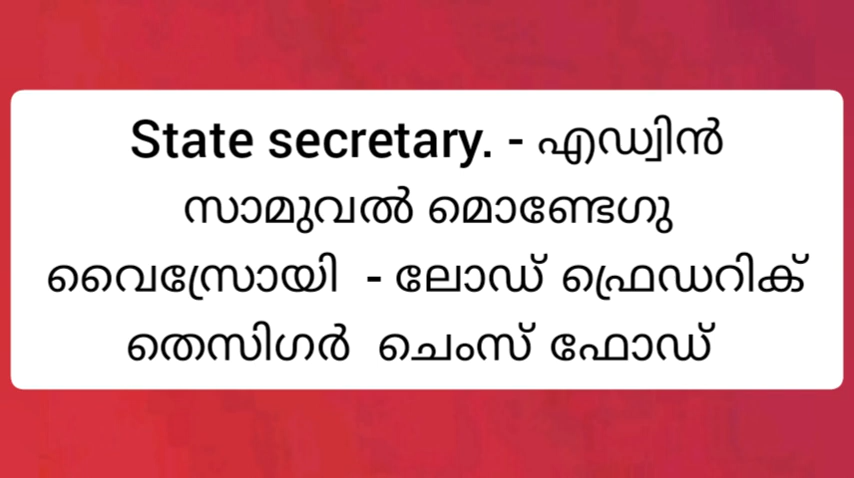 State secretary. - എഡ്വിൻ
സാമുവൽ മൊണ്ടേഗു
വൈസ്രോയി - ലോഡ് ഫ്രെഡറിക്
തെസിഗർ ചെംസ് ഫോഡ്